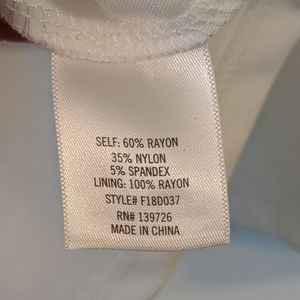 SELF: 60% RAYON
35% NYLON
5% SPANDEX
LINING: 100% RAYON
STYLE# F18D037
RN# 139726
MADE IN CHINA